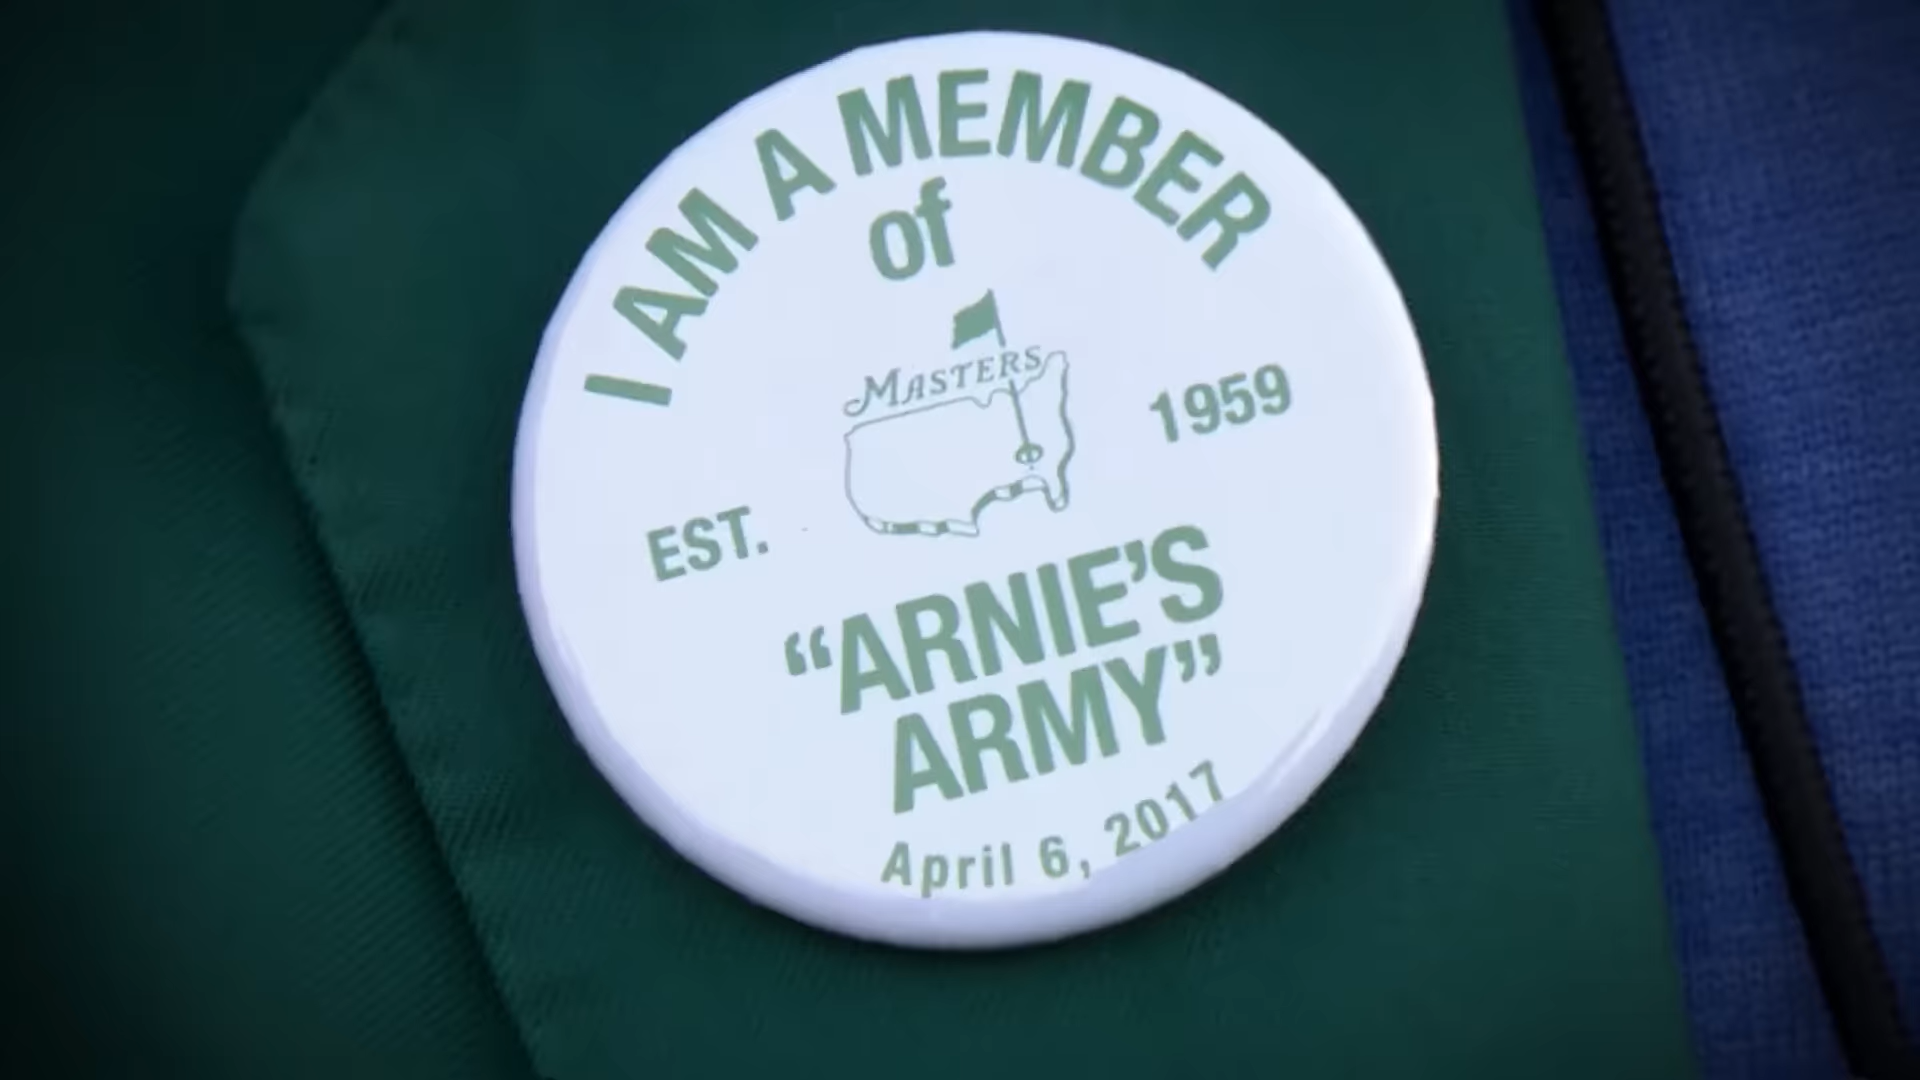 I AM A MEMBER
of
MASTERS
EST. 1959
“ARNIE’S
ARMY”
April 6, 2017